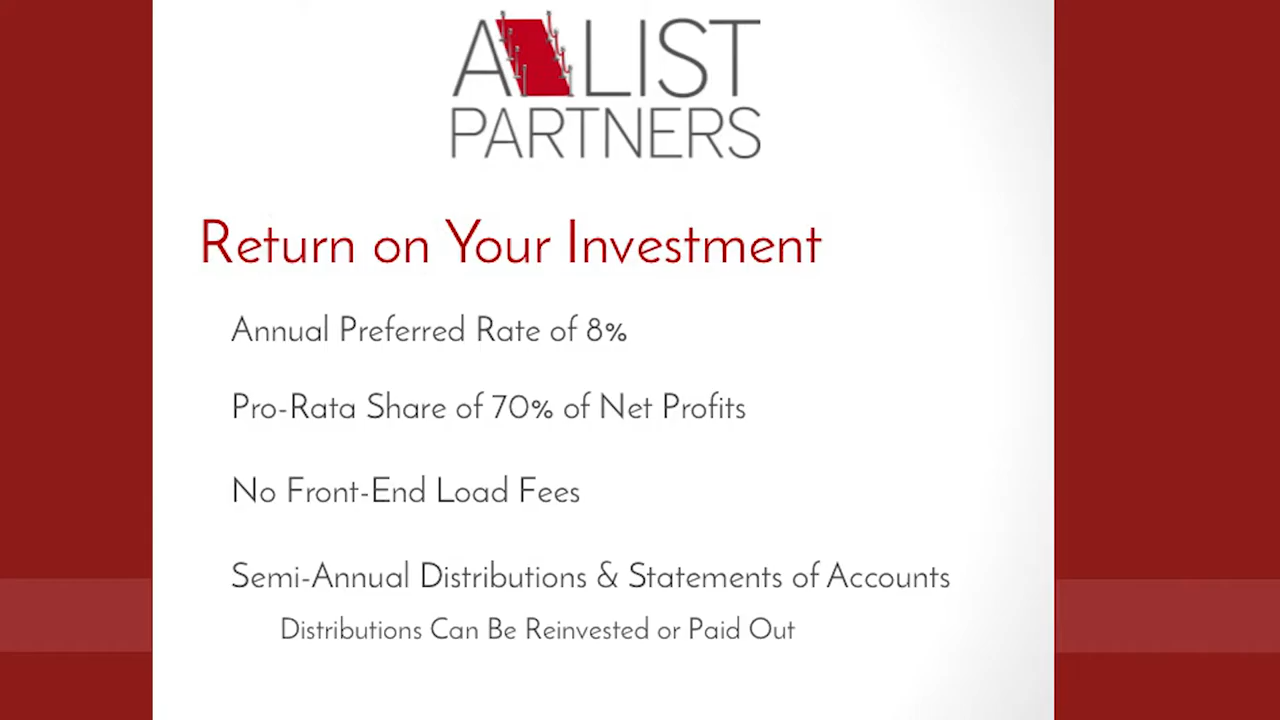 A LIST
PARTNERS
Return on Your Investment
Annual Preferred Rate of 8%
Pro-Rata Share of 70% of Net Profits
No Front-End Load Fees
Semi-Annual Distributions & Statements of Accounts
Distributions Can Be Reinvested or Paid Out